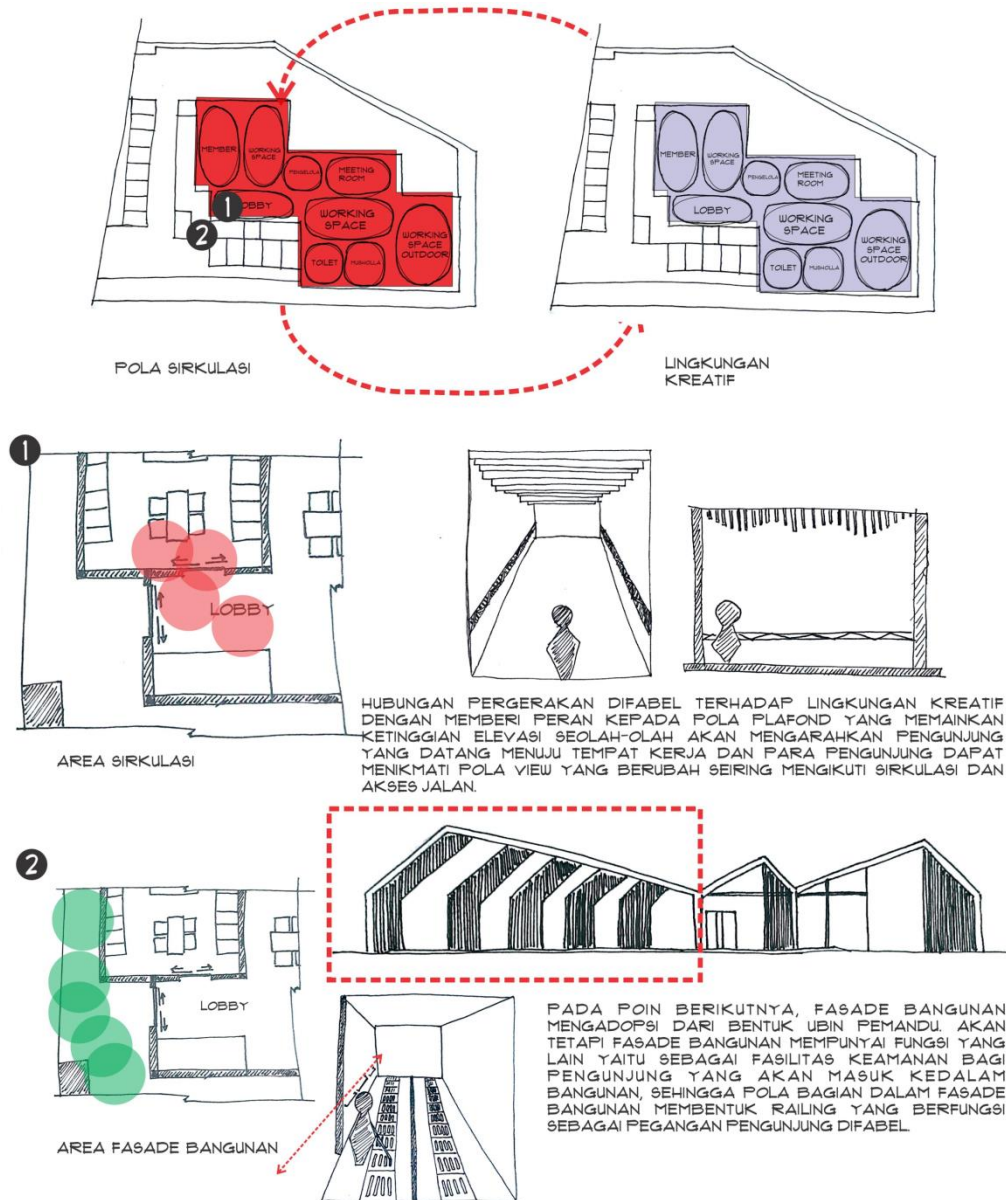 MEMBER
WORKING
SPACE
PENGELOLA
MEETING
ROOM
LOBBY
1
2
WORKING
SPACE
WORKING
SPACE
OUTDOOR
TOILET
MUSHOLLA
POLA SIRKULASI
MEMBER
WORKING
SPACE
PENGELOLA
MEETING
ROOM
LOBBY
WORKING
SPACE
WORKING
SPACE
OUTDOOR
TOILET
MUSHOLLA
LINGKUNGAN
KREATIF
1
LOBBY
AREA SIRKULASI
HUBUNGAN PERGERAKAN DIFABEL TERHADAP LINGKUNGAN KREATIF
DENGAN MEMBERI PERAN KEPADA POLA PLAFOND YANG MEMAINKAN
KETINGGIAN ELEVASI SEOLAH-OLAH AKAN MENGARAHKAN PENGUNJUNG
YANG DATANG MENUJU TEMPAT KERJA DAN PARA PENGUNJUNG DAPAT
MENIKMATI POLA VIEW YANG BERUBAH SEIRING MENGIKUTI SIRKULASI DAN
AKSES JALAN.
2
LOBBY
AREA FASADE BANGUNAN
PADA POIN BERIKUTNYA, FASADE BANGUNAN
MENGADOPSI DARI BENTUK UBIN PEMANDU. AKAN
TETAPI FASADE BANGUNAN MEMPUNYAI FUNGSI YANG
LAIN YAITU SEBAGAI FASILITAS KEAMANAN BAGI
PENGUNJUNG YANG AKAN MASUK KEDALAM
BANGUNAN, SEHINGGA POLA BAGIAN DALAM FASADE
BANGUNAN MEMBENTUK RAILING YANG BERFUNGSI
SEBAGAI PEGANGAN PENGUNJUNG DIFABEL.